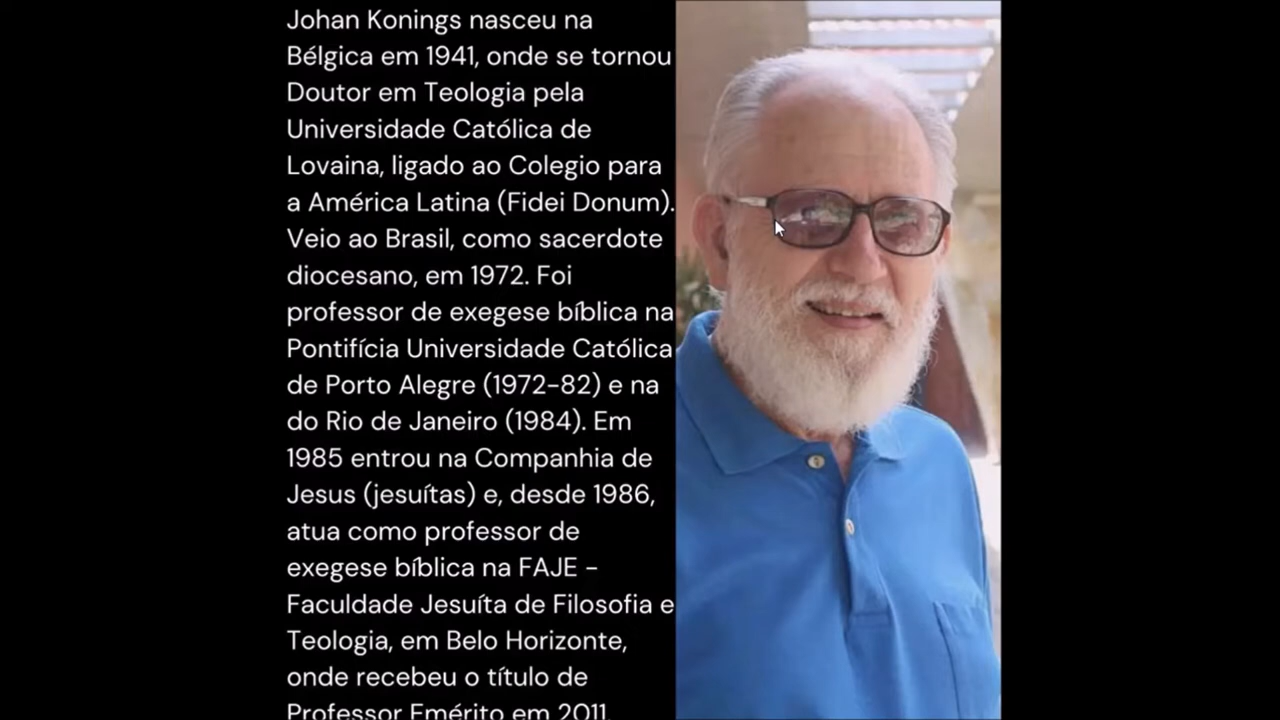 Johan Konings nasceu na
Bélgica em 1941, onde se tornou
Doutor em Teologia pela
Universidade Católica de
Lovaina, ligado ao Colegio para
a América Latina (Fidei Donum).
Veio ao Brasil, como sacerdote
diocesano, em 1972. Foi
professor de exegese bíblica na
Pontifícia Universidade Católica
de Porto Alegre (1972-82) e na
do Rio de Janeiro (1984). Em
1985 entrou na Companhia de
Jesus (jesuítas) e, desde 1986,
atua como professor de
exegese bíblica na FAJE -
Faculdade Jesuíta de Filosofia e
Teologia, em Belo Horizonte,
onde recebeu o título de
Professor Emérito em 2011.